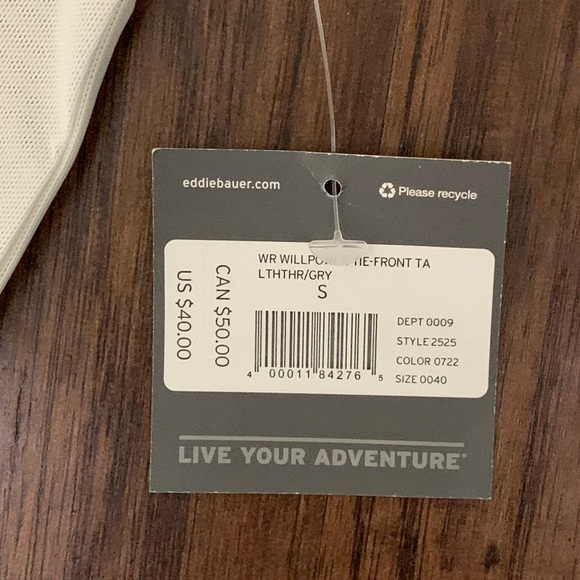 eddiebauer.com
Please recycle
WR TIE-FRONT TA
LTHTHR/GRY
S
CAN $50.00
US $40.00
DEPT 0009
STYLE 2525
COLOR 0722
SIZE 0040
4 00011 84276 5
LIVE YOUR ADVENTURE®